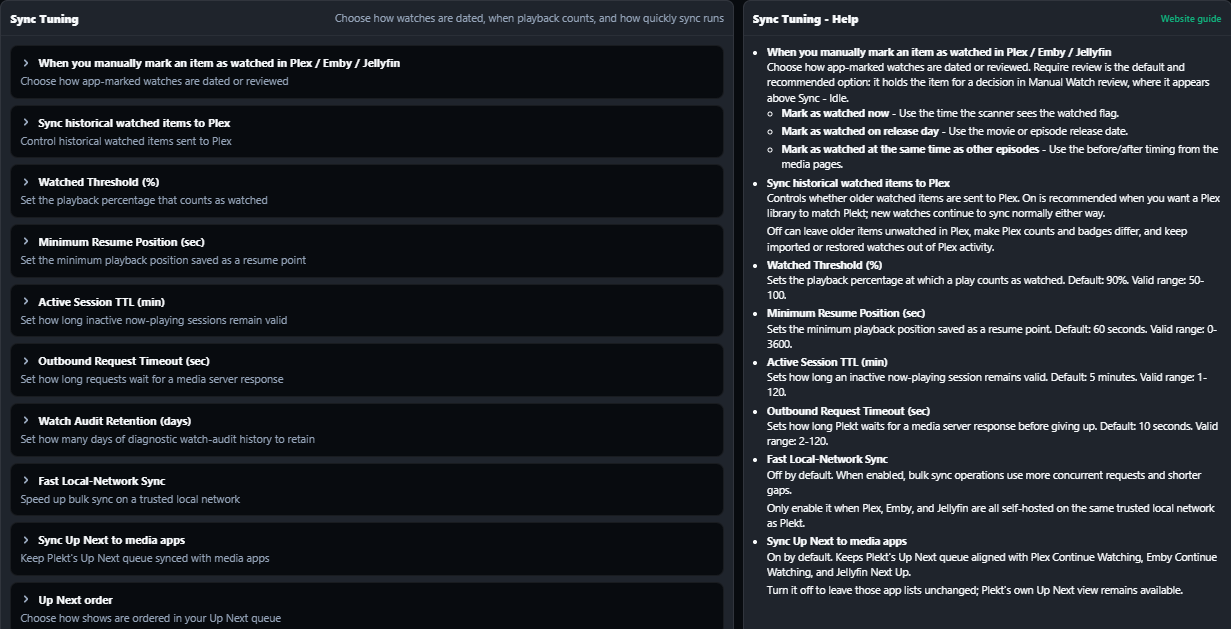 Sync Tuning
Choose how watches are dated, when playback counts, and how quickly sync runs
When you manually mark an item as watched in Plex / Emby / Jellyfin
Choose how app-marked watches are dated or reviewed
Sync historical watched items to Plex
Control historical watched items sent to Plex
Watched Threshold (%)
Set the playback percentage that counts as watched
Minimum Resume Position (sec)
Set the minimum playback position saved as a resume point
Active Session TTL (min)
Set how long inactive now-playing sessions remain valid
Outbound Request Timeout (sec)
Set how long requests wait for a media server response
Watch Audit Retention (days)
Set how many days of diagnostic watch-audit history to retain
Fast Local-Network Sync
Speed up bulk sync on a trusted local network
Sync Up Next to media apps
Keep Plekt's Up Next queue synced with media apps
Up Next order
Choose how shows are ordered in your Up Next queue
Sync Tuning - Help
Website guide
When you manually mark an item as watched in Plex / Emby / Jellyfin
Choose how app-marked watches are dated or reviewed. Require review is the default and
recommended option: it holds the item for a decision in Manual Watch review, where it appears
above Sync - Idle.
Mark as watched now - Use the time the scanner sees the watched flag.
Mark as watched on release day - Use the movie or episode release date.
Mark as watched at the same time as other episodes - Use the before/after timing from the
media pages.
Sync historical watched items to Plex
Controls whether older watched items are sent to Plex. On is recommended when you want a Plex
library to match Plekt; new watches continue to sync normally either way.
Off can leave older items unwatched in Plex, make Plex counts and badges differ, and keep
imported or restored watches out of Plex activity.
Watched Threshold (%)
Sets the playback percentage at which a play counts as watched. Default: 90%. Valid range: 50-
100.
Minimum Resume Position (sec)
Sets the minimum playback position saved as a resume point. Default: 60 seconds. Valid range: 0-
3600.
Active Session TTL (min)
Sets how long an inactive now-playing session remains valid. Default: 5 minutes. Valid range: 1-
120.
Outbound Request Timeout (sec)
Sets how long Plekt waits for a media server response before giving up. Default: 10 seconds. Valid
range: 2-120.
Fast Local-Network Sync
Off by default. When enabled, bulk sync operations use more concurrent requests and shorter
gaps.
Only enable it when Plex, Emby, and Jellyfin are all self-hosted on the same trusted local network
as Plekt.
Sync Up Next to media apps
On by default. Keeps Plekt's Up Next queue aligned with Plex Continue Watching, Emby Continue
Watching, and Jellyfin Next Up.
Turn it off to leave those app lists unchanged; Plekt's own Up Next view remains available.